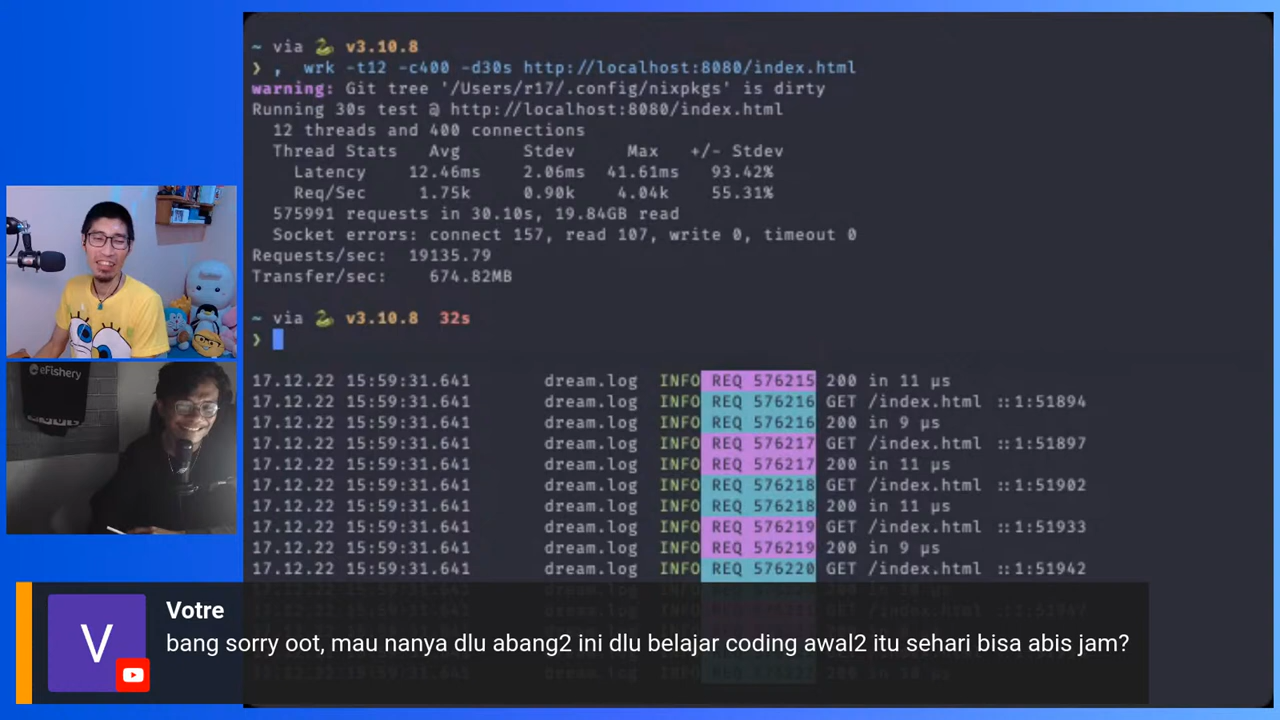 ~ via 🐍 v3.10.8
❯ , wrk -t12 -c400 -d30s http://localhost:8080/index.html
warning: Git tree '/Users/r17/.config/nixpkgs' is dirty
Running 30s test @ http://localhost:8080/index.html
12 threads and 400 connections
Thread Stats Avg Stdev Max +/- Stdev
Latency 12.46ms 2.06ms 41.61ms 93.42%
Req/Sec 1.75k 0.90k 4.04k 55.31%
575991 requests in 30.10s, 19.84GB read
Socket errors: connect 157, read 107, write 0, timeout 0
Requests/sec: 19135.79
Transfer/sec: 674.82MB
~ via 🐍 v3.10.8 32s
❯
eFishery
17.12.22 15:59:31.641 dream.log INFO REQ 576215 200 in 11 µs
17.12.22 15:59:31.641 dream.log INFO REQ 576216 GET /index.html ::1:51894
17.12.22 15:59:31.641 dream.log INFO REQ 576216 200 in 9 µs
17.12.22 15:59:31.641 dream.log INFO REQ 576217 GET /index.html ::1:51897
17.12.22 15:59:31.641 dream.log INFO REQ 576217 200 in 11 µs
17.12.22 15:59:31.641 dream.log INFO REQ 576218 GET /index.html ::1:51902
17.12.22 15:59:31.641 dream.log INFO REQ 576218 200 in 11 µs
17.12.22 15:59:31.641 dream.log INFO REQ 576219 GET /index.html ::1:51933
17.12.22 15:59:31.641 dream.log INFO REQ 576219 200 in 9 µs
17.12.22 15:59:31.641 dream.log INFO REQ 576220 GET /index.html ::1:51942
V
Votre
bang sorry oot, mau nanya dlu abang2 ini dlu belajar coding awal2 itu sehari bisa abis jam?